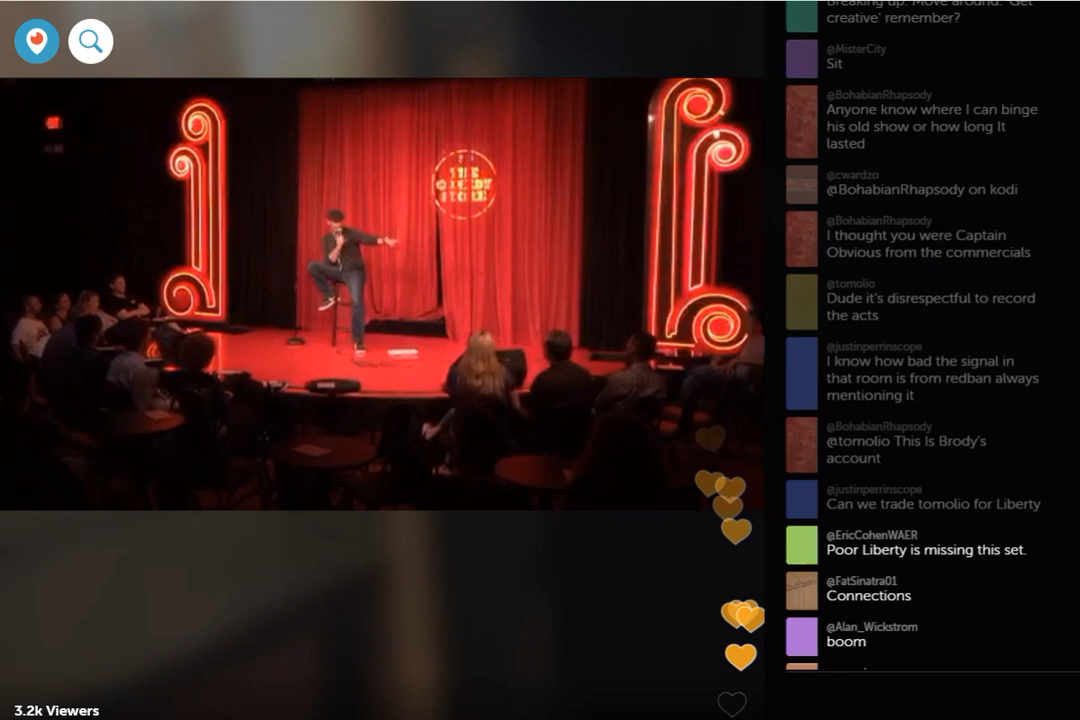 THE
COMEDY
STORE
3.2k Viewers
Breaking up. Move around. 'Get
creative' remember?
@MisterCity
Sit
@BohabianRhapsody
Anyone know where I can binge
his old show or how long It
lasted
@cwardzo
@BohabianRhapsody on kodi
@BohabianRhapsody
I thought you were Captain
Obvious from the commercials
@tomolio
Dude it's disrespectful to record
the acts
@justinperrinscope
I know how bad the signal in
that room is from redban always
mentioning it
@BohabianRhapsody
@tomolio This Is Brody's
account
@justinperrinscope
Can we trade tomolio for Liberty
@EricCohenWAER
Poor Liberty is missing this set.
@FatSinatra01
Connections
@Alan_Wickstrom
boom